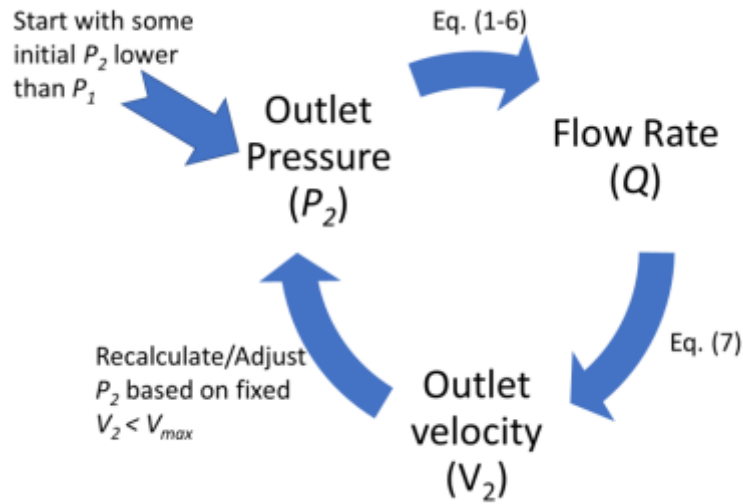 Start with some
initial P₂ lower
than P₁
Eq. (1-6)
Outlet
Pressure
(P₂)
Flow Rate
(Q)
Eq. (7)
Recalculate/Adjust
P₂ based on fixed
V₂ < Vₘₐₓ
Outlet
velocity
(V₂)